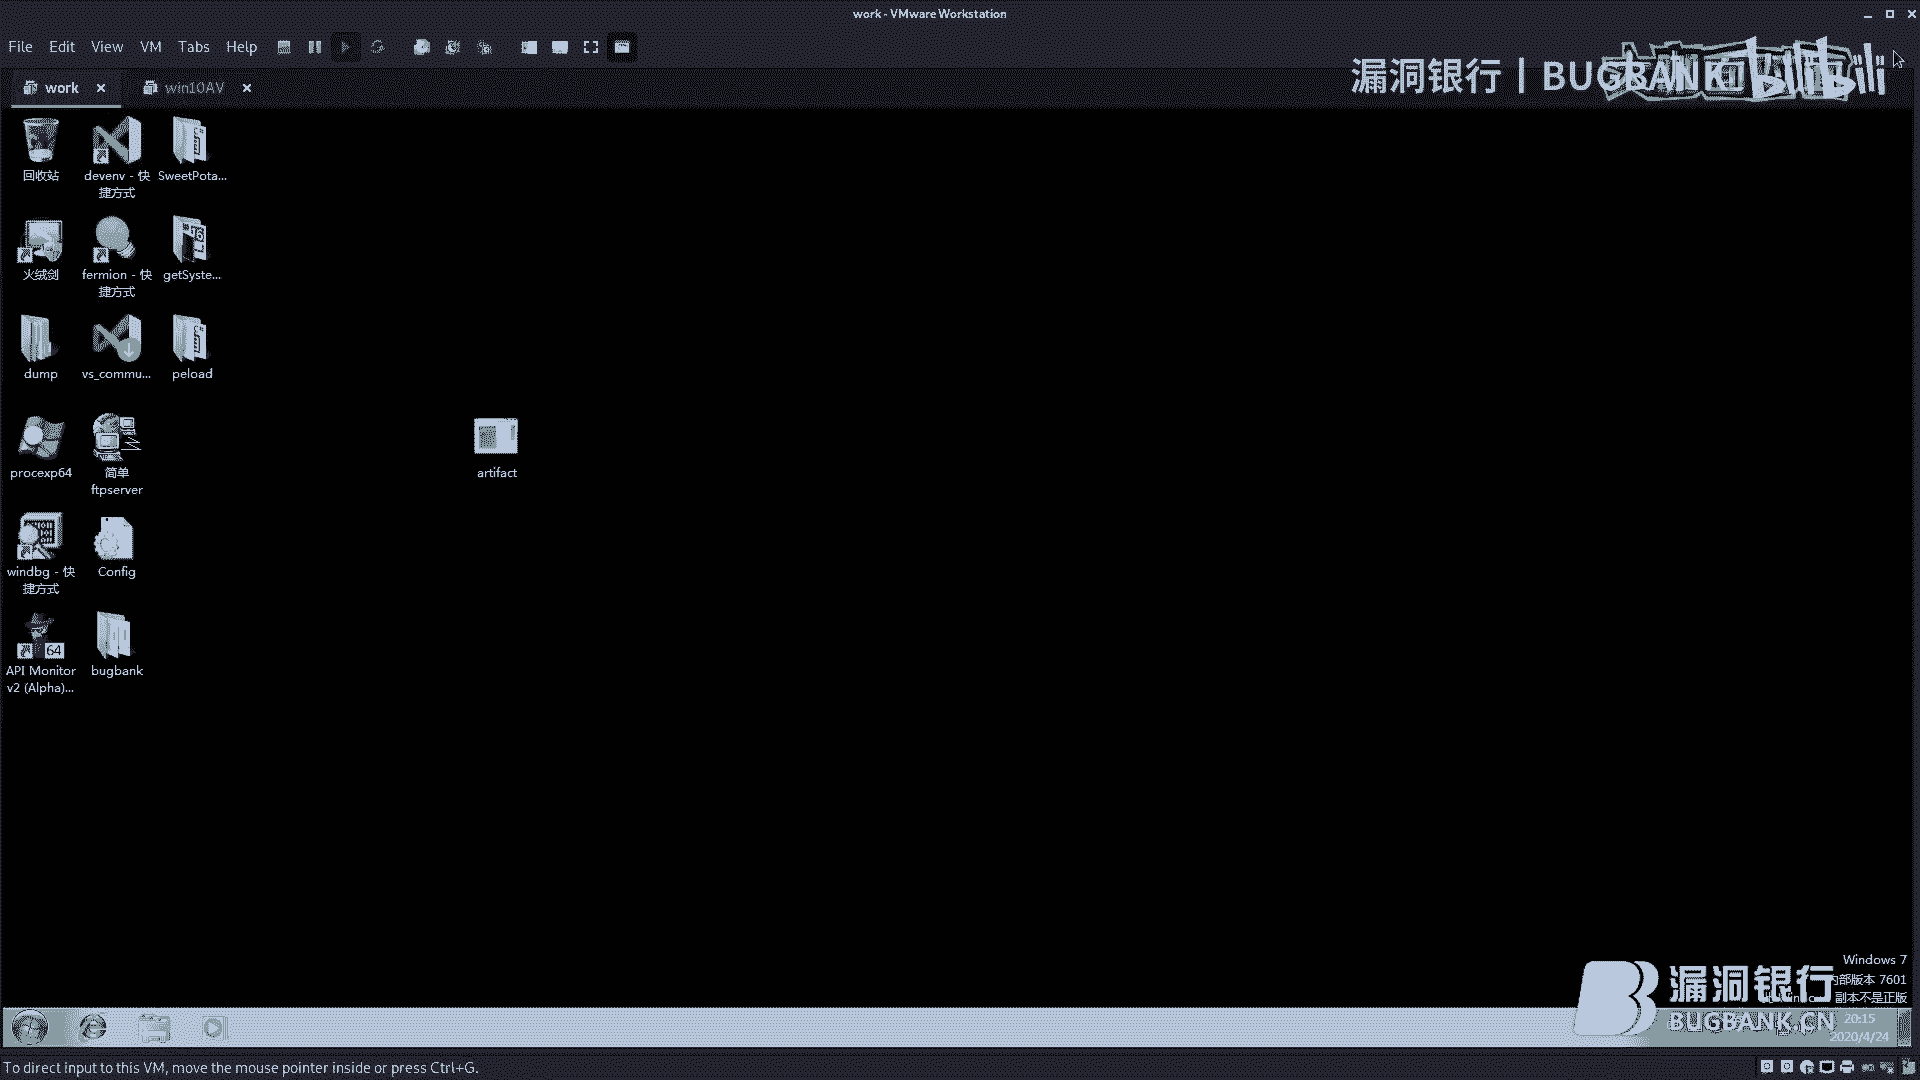 work - VMware Workstation
File Edit View VM Tabs Help
work win10AV
漏洞银行 | BUGBANK
bilibili
回收站
devenv - 快
捷方式
SweetPota...
火绒剑
fermion - 快
捷方式
getSyste...
dump
vs_commu...
peload
procexp64
简单
ftpserver
artifact
windbg - 快
捷方式
Config
64
API Monitor
v2 (Alpha)...
bugbank
Windows 7
内部版本 7601
副本不是正版
漏洞银行
BUGBANK.CN
20:15
2020/4/24
To direct input to this VM, move the mouse pointer inside or press Ctrl+G.